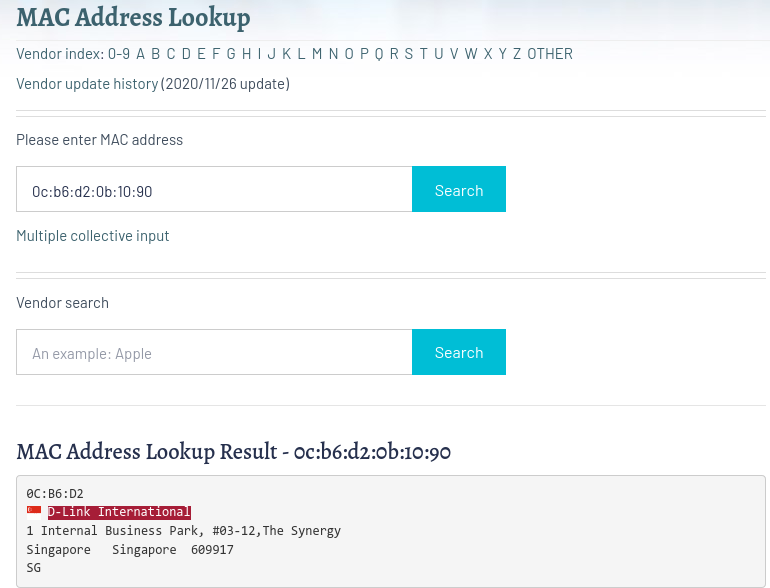 MAC Address Lookup
Vendor index: 0-9 A B C D E F G H I J K L M N O P Q R S T U V W X Y Z OTHER
Vendor update history (2020/11/26 update)
Please enter MAC address
0c:b6:d2:0b:10:90
Search
Multiple collective input
Vendor search
An example: Apple
Search
MAC Address Lookup Result - 0c:b6:d2:0b:10:90
0C:B6:D2
D-Link International
1 Internal Business Park, #03-12,The Synergy
Singapore   Singapore  609917
SG